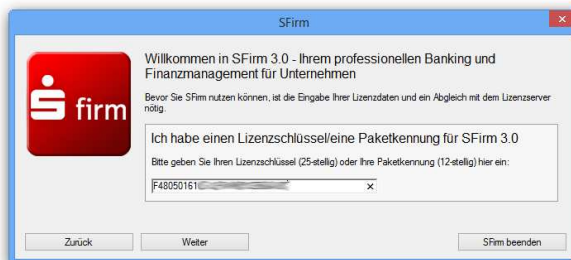 SFirm
Willkommen in SFirm 3.0 - Ihrem professionellen Banking und
Finanzmanagement für Unternehmen
firm
Bevor Sie SFirm nutzen können, ist die Eingabe Ihrer Lizenzdaten und ein Abgleich mit dem Lizenzserver
nötig.
Ich habe einen Lizenzschlüssel/eine Paketkennung für SFirm 3.0
Bitte geben Sie Ihren Lizenzschlüssel (25-stellig) oder Ihre Paketkennung (12-stellig) hier ein:
F48050161
Zurück
Weiter
SFirm beenden